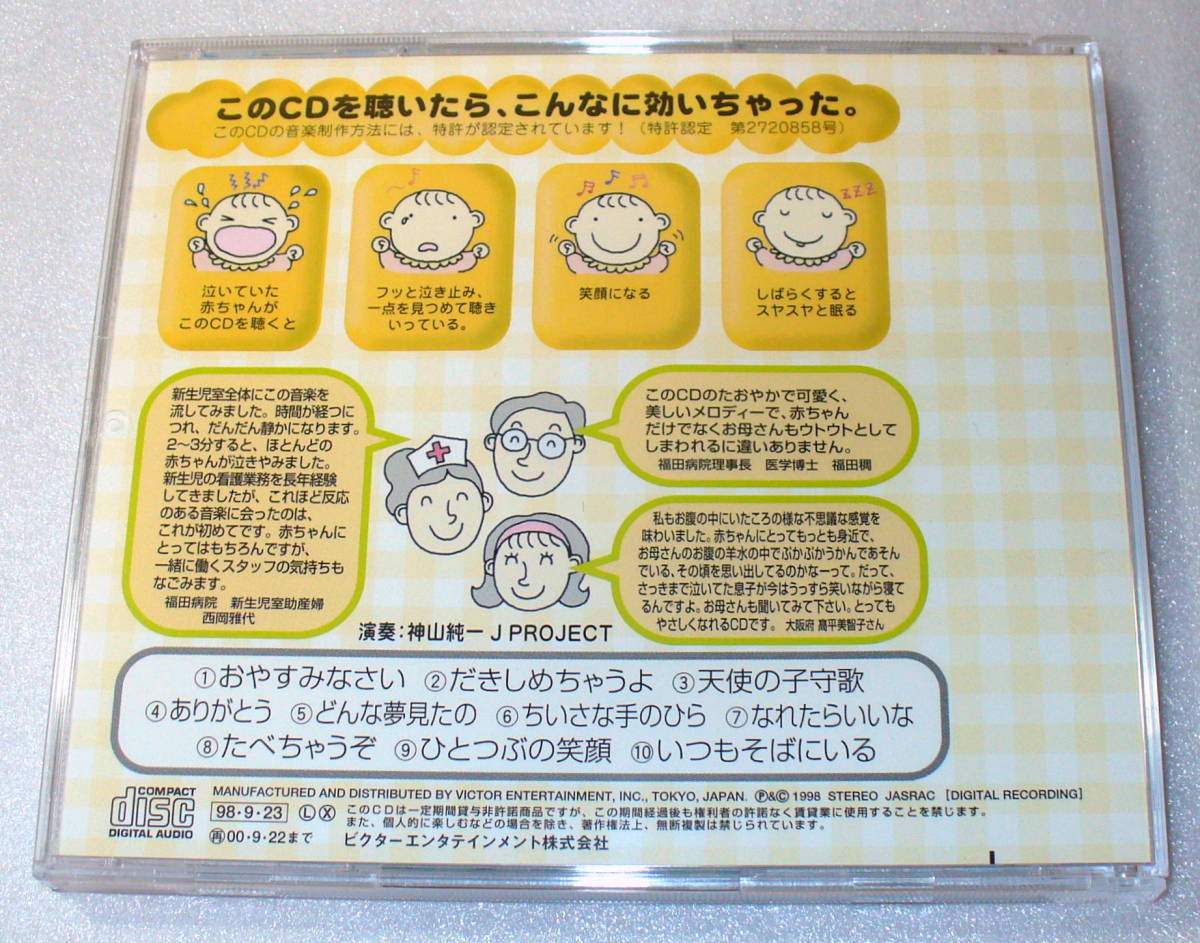 このCDを聴いたら、こんなに効いちゃった。
このCDの音楽制作方法には、特許が認定されています！（特許認定　第2720858号）
泣いていた
赤ちゃんが
このCDを聴くと
フッと泣き止み、
一点を見つめて聴き
いっている。
笑顔になる
zzz
しばらくすると
スヤスヤと眠る
新生児室全体にこの音楽を
流してみました。時間が経つに
つれ、だんだん静かになります。
2〜3分すると、ほとんどの
赤ちゃんが泣きやみました。
新生児の看護業務を長年経験
してきましたが、これほど反応
のある音楽に会ったのは、
これが初めてです。赤ちゃんに
とってはもちろんですが、
一緒に働くスタッフの気持ちも
なごみます。
福田病院　新生児室助産婦
西岡雅代
このCDのたおやかで可愛く、
美しいメロディーで、赤ちゃん
だけでなくお母さんもウトウトとして
しまわれるに違いありません。
福田病院理事長　医学博士　福田稠
私もお腹の中にいたころの様な不思議な感覚を
味わいました。赤ちゃんにとってもっとも身近で、
お母さんのお腹の羊水の中でぷかぷかうかんであそん
でいる、その頃を思い出してるのかなーって。だって、
さっきまで泣いてた息子が今はうっすら笑いながら寝て
るんですよ。お母さんも聞いてみて下さい。とっても
やさしくなれるCDです。 大阪府 髙平美智子さん
演奏：神山純一 J PROJECT
①おやすみなさい ②だきしめちゃうよ ③天使の子守歌
④ありがとう ⑤どんな夢見たの ⑥ちいさな手のひら ⑦なれたらいいな
⑧たべちゃうぞ ⑨ひとつぶの笑顔 ⑩いつもそばにいる
COMPACT
disc
DIGITAL AUDIO
MANUFACTURED AND DISTRIBUTED BY VICTOR ENTERTAINMENT, INC., TOKYO, JAPAN. Ⓟ&© 1998 STEREO JASRAC [DIGITAL RECORDING]
98・9・23 Ⓛ Ⓧ このCDは一定期間貸与非許諾商品ですが、この期間経過後も権利者の許諾なく賃貸業に使用することを禁じます。
また、個人的に楽しむなどの場合を除き、著作権法上、無断複製は禁じられています。
㊞00・9・22まで ビクターエンタテインメント株式会社